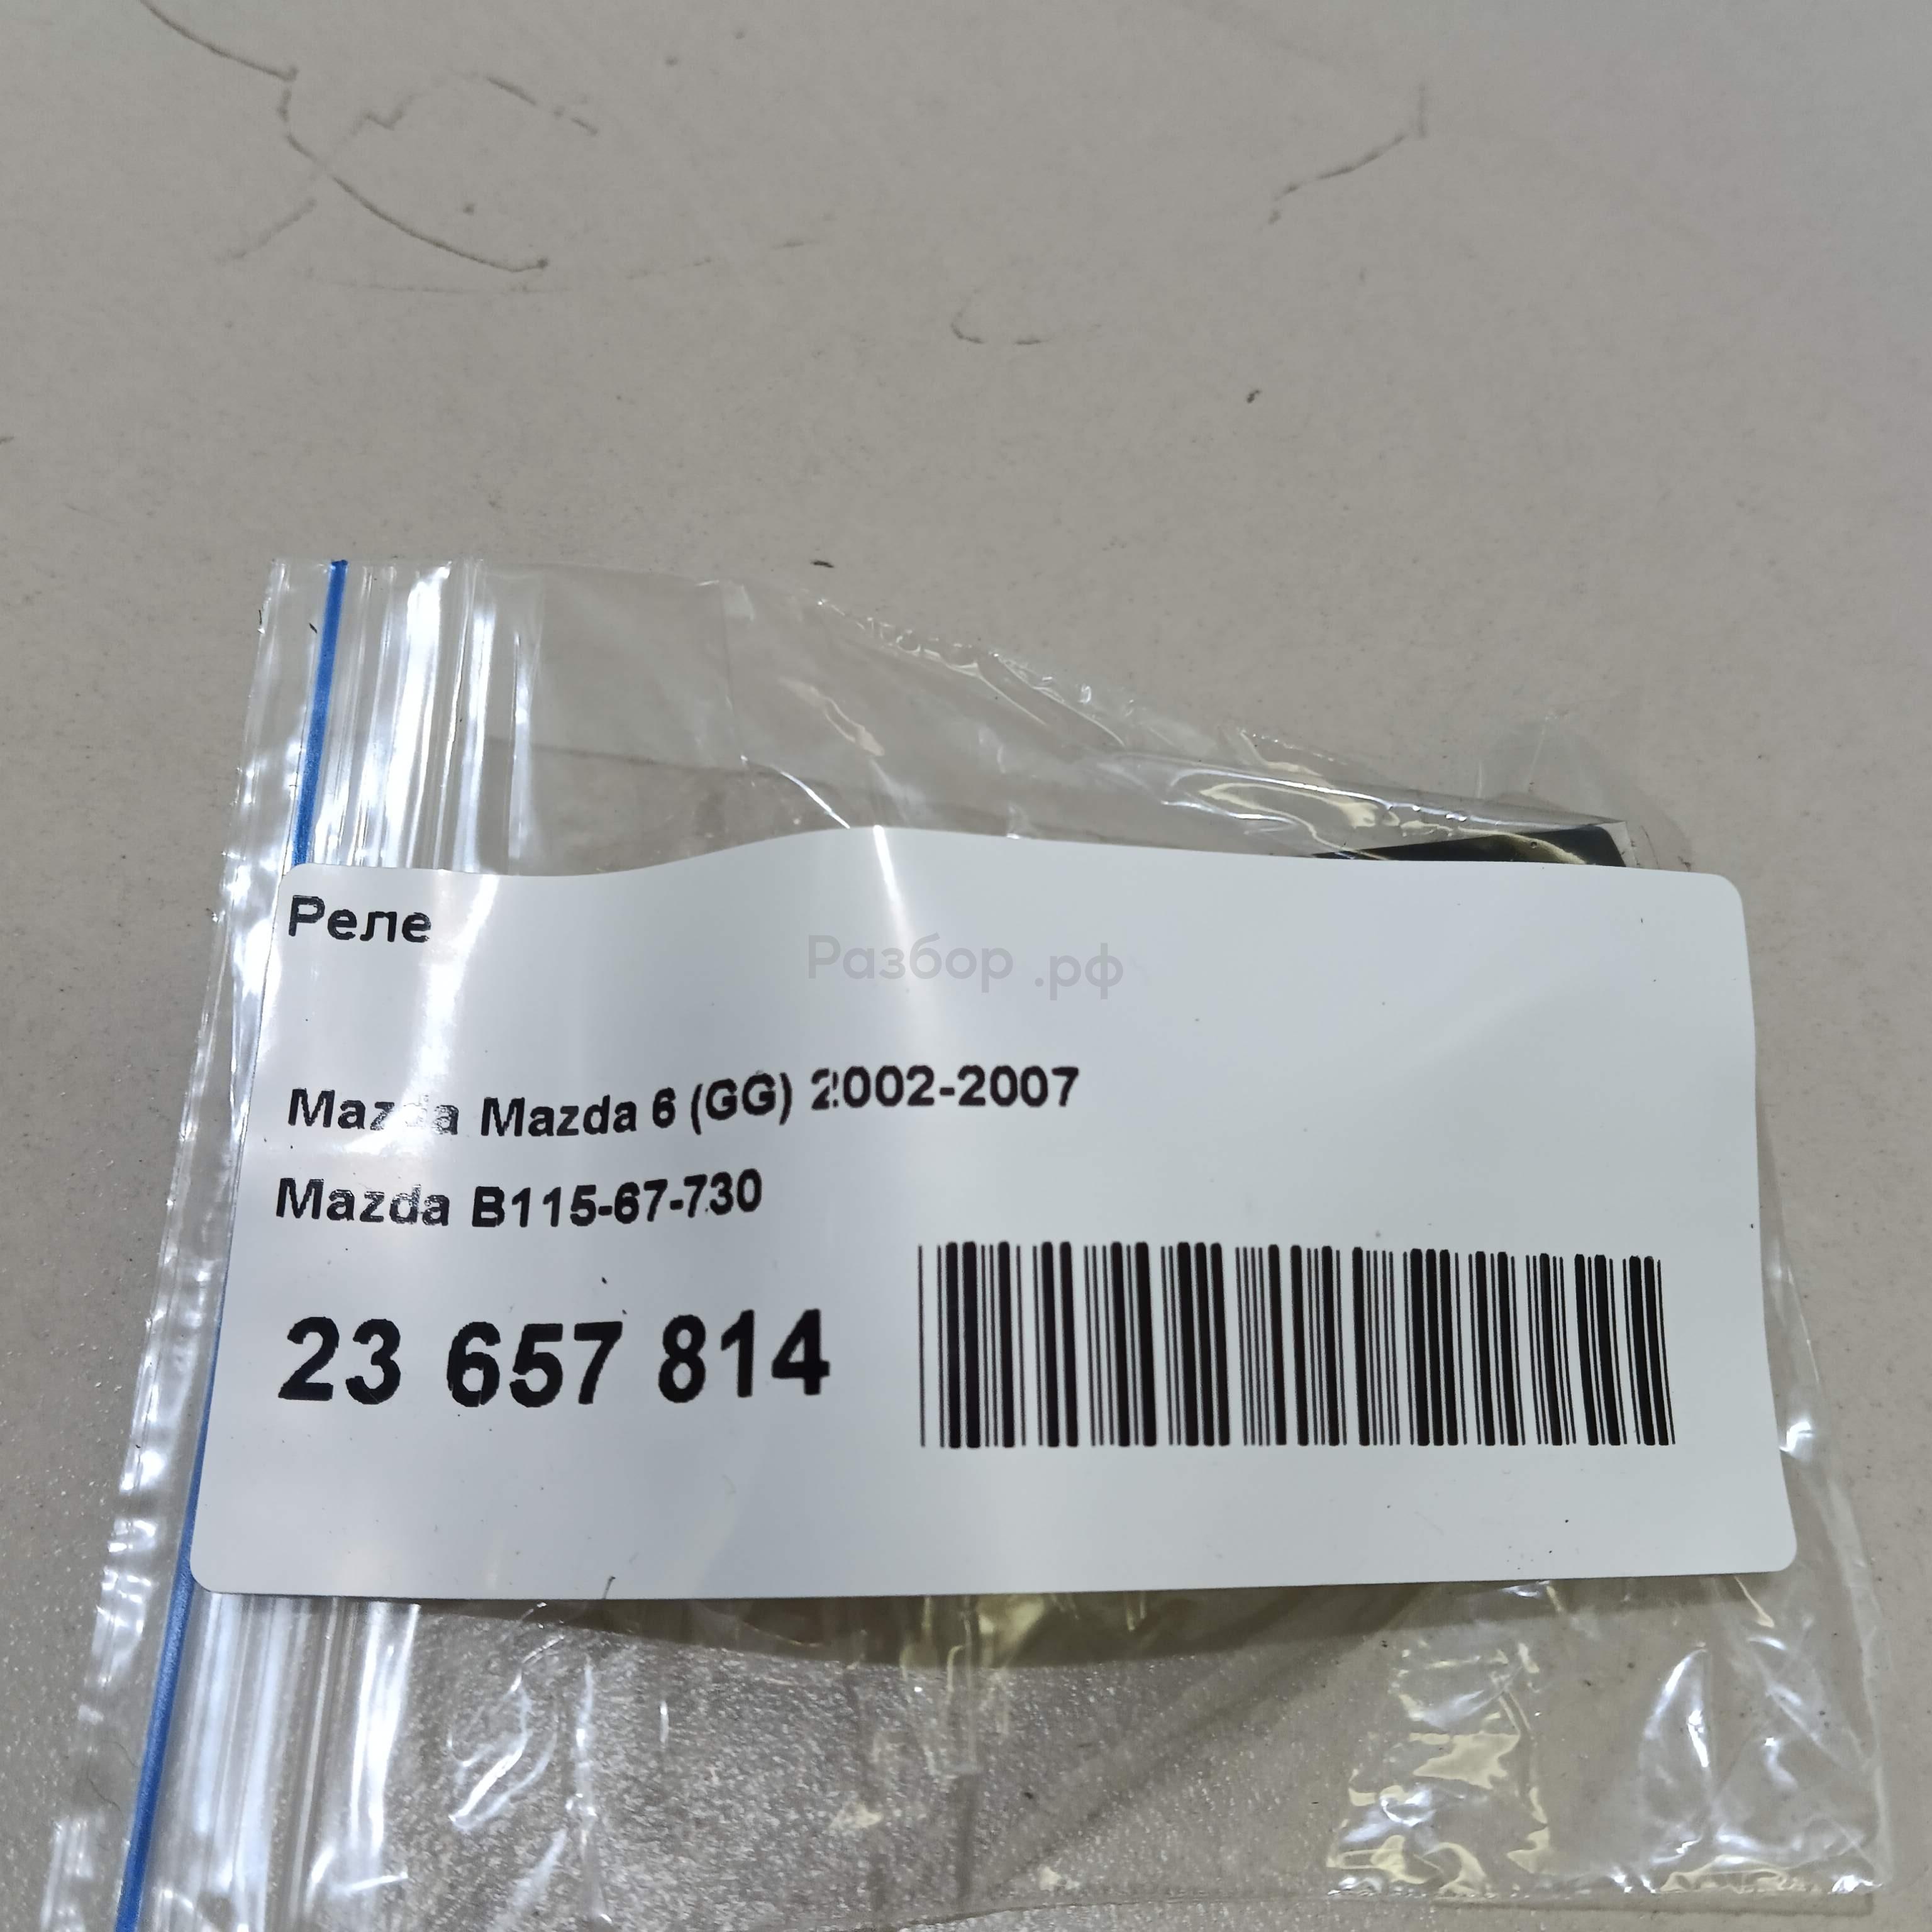 Реле
Разбор .рф
Mazda Mazda 6 (GG) 2002-2007
Mazda B115-67-730
23 657 814